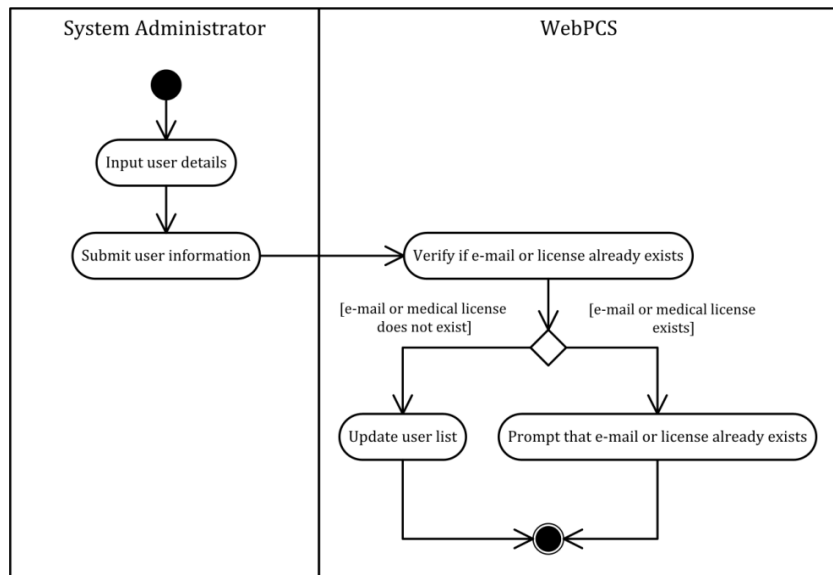 System Administrator
WebPCS
Input user details
Submit user information
Verify if e-mail or license already exists
[e-mail or medical license
does not exist]
[e-mail or medical license
exists]
Update user list
Prompt that e-mail or license already exists